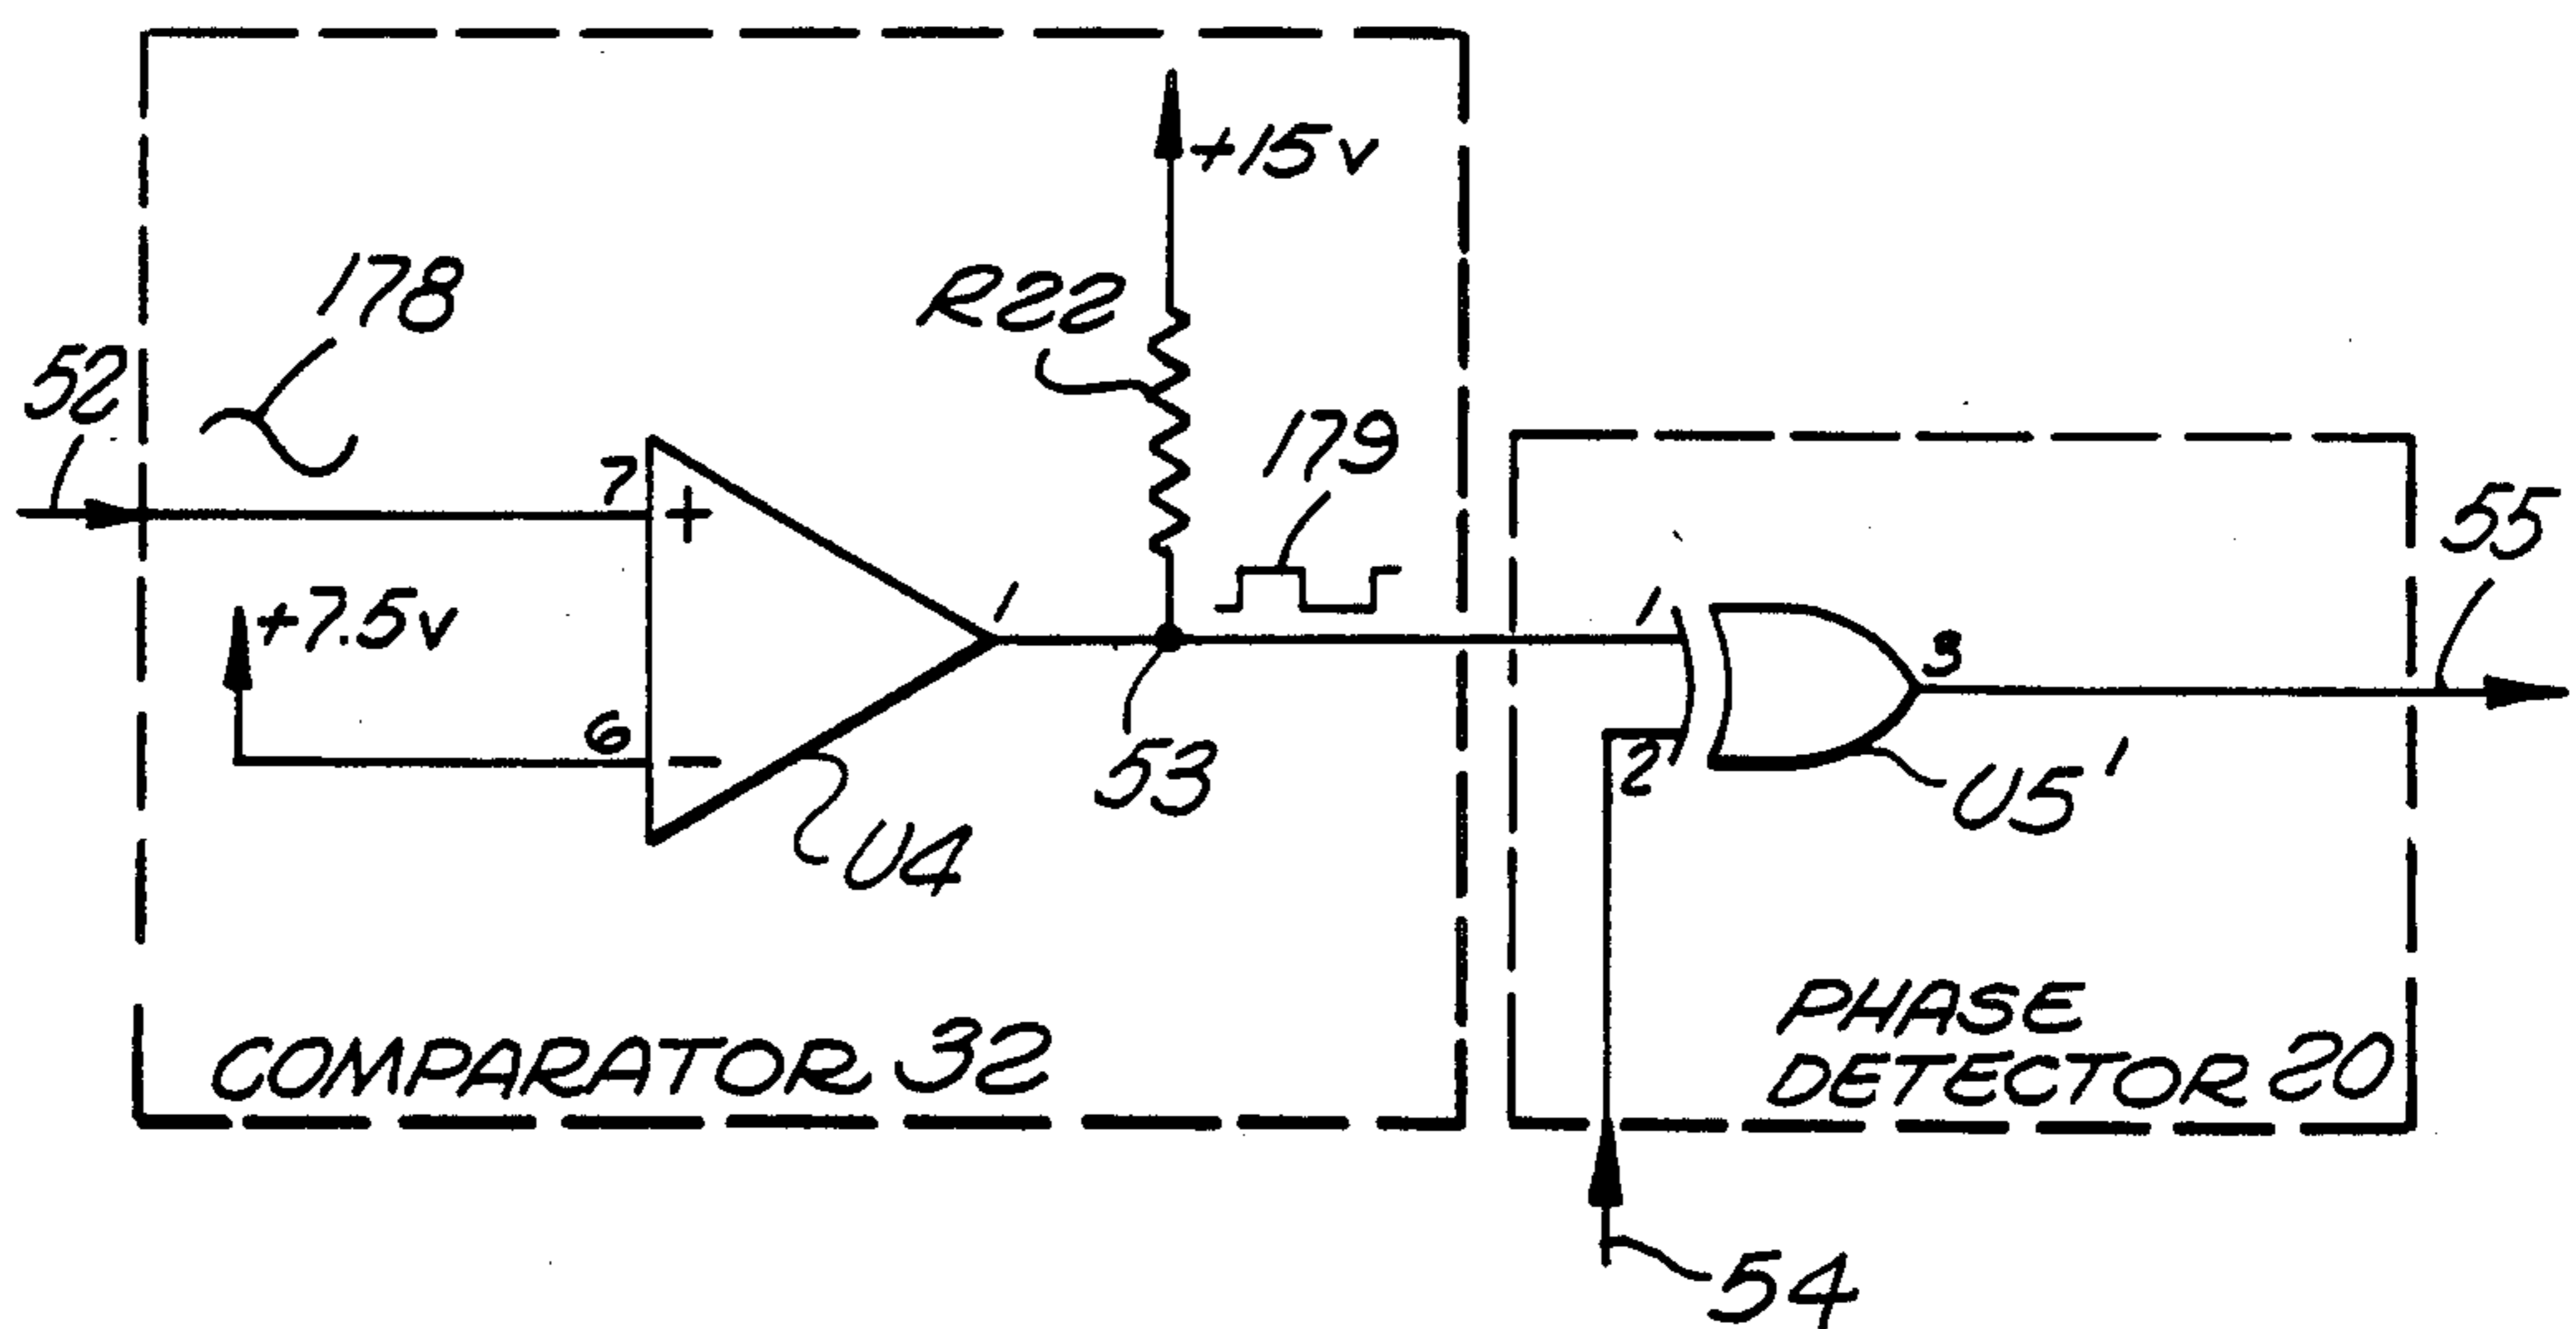 +15v
178
R22
52
179
7
+
55
+7.5v
1
1
3
6
−
2
53
U5'
U4
PHASE
DETECTOR 20
COMPARATOR 32
54